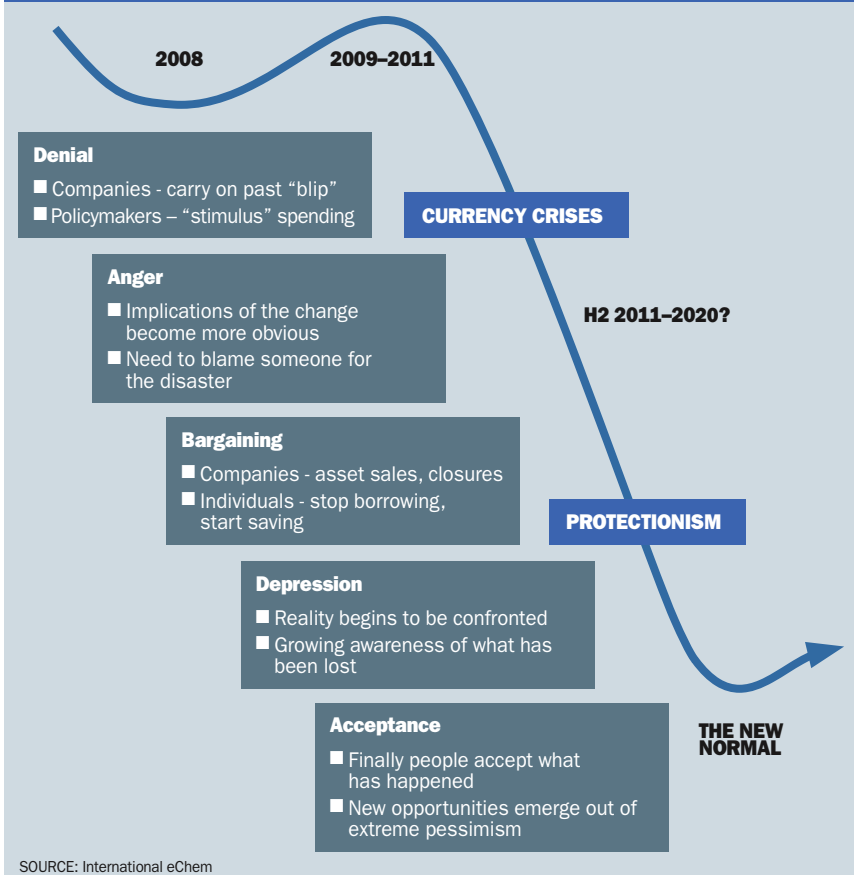 2008
2009–2011
Denial
■ Companies - carry on past “blip”
■ Policymakers – “stimulus” spending
CURRENCY CRISES
Anger
■ Implications of the change
become more obvious
■ Need to blame someone for
the disaster
H2 2011–2020?
Bargaining
■ Companies - asset sales, closures
■ Individuals - stop borrowing,
start saving
PROTECTIONISM
Depression
■ Reality begins to be confronted
■ Growing awareness of what has
been lost
Acceptance
■ Finally people accept what
has happened
■ New opportunities emerge out of
extreme pessimism
THE NEW
NORMAL
SOURCE: International eChem